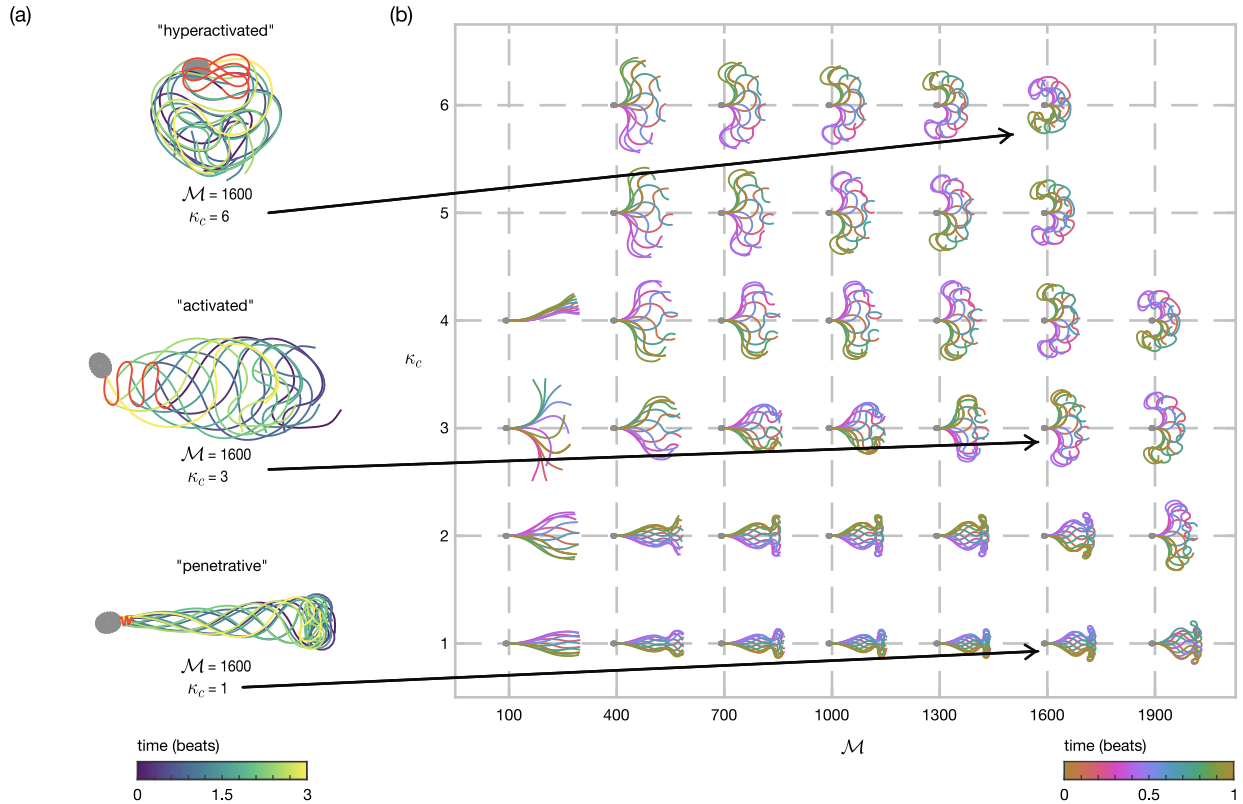 (a)
"hyperactivated"
ℳ = 1600
κc = 6
"activated"
ℳ = 1600
κc = 3
"penetrative"
ℳ = 1600
κc = 1
time (beats)
0 1.5 3
(b)
6
5
4
κc
3
2
1
100 400 700 1000 1300 1600 1900
ℳ
time (beats)
0 0.5 1